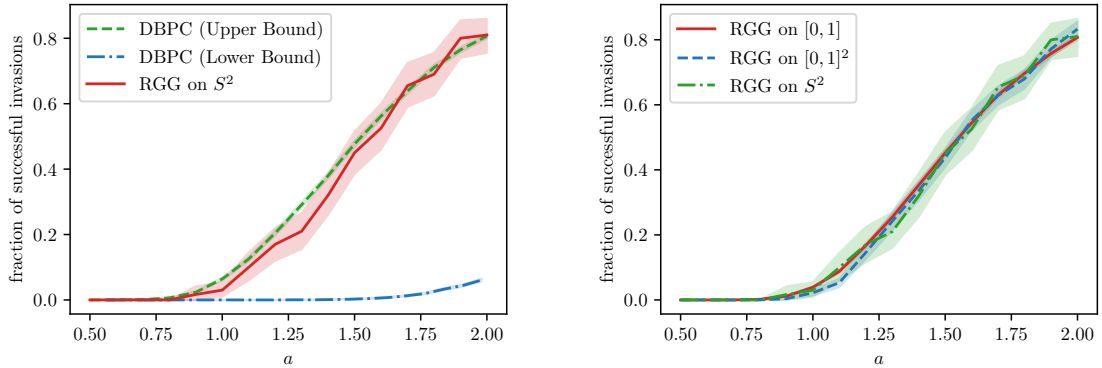 DBPC (Upper Bound)
DBPC (Lower Bound)
RGG on $S^2$
fraction of successful invasions
0.8
0.6
0.4
0.2
0.0
0.50 0.75 1.00 1.25 1.50 1.75 2.00
a
RGG on [0, 1]
RGG on [0, 1]²
RGG on S²
fraction of successful invasions
0.8
0.6
0.4
0.2
0.0
0.50 0.75 1.00 1.25 1.50 1.75 2.00
a